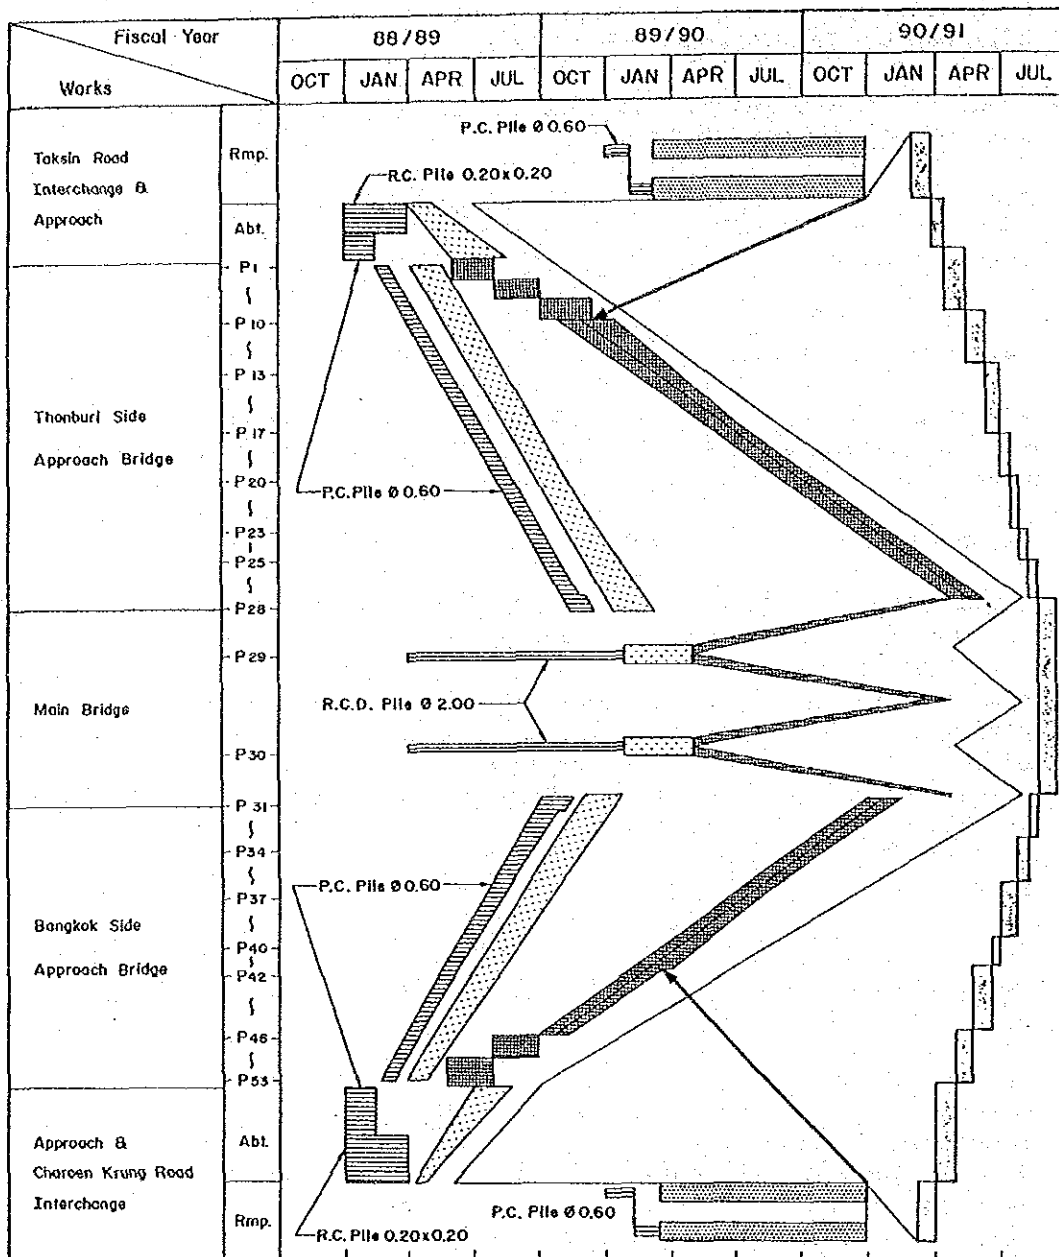 Fiscal Year
Works
88/89
89/90
90/91
OCT JAN APR JUL OCT JAN APR JUL OCT JAN APR JUL
Taksin Road
Interchange &
Approach
Rmp.
Abt.
P.C. Pile Ø 0.60
R.C. Pile 0.20x0.20
Thonburi Side
Approach Bridge
P1
P10
P13
P17
P20
P23
P25
P28
P.C. Pile Ø 0.60
Main Bridge
P29
R.C.D. Pile Ø 2.00
P30
Bangkok Side
Approach Bridge
P31
P34
P37
P40
P42
P46
P53
P.C. Pile Ø 0.60
Approach &
Charoen Krung Road
Interchange
Abt.
Rmp.
P.C. Pile Ø 0.60
R.C. Pile 0.20x0.20